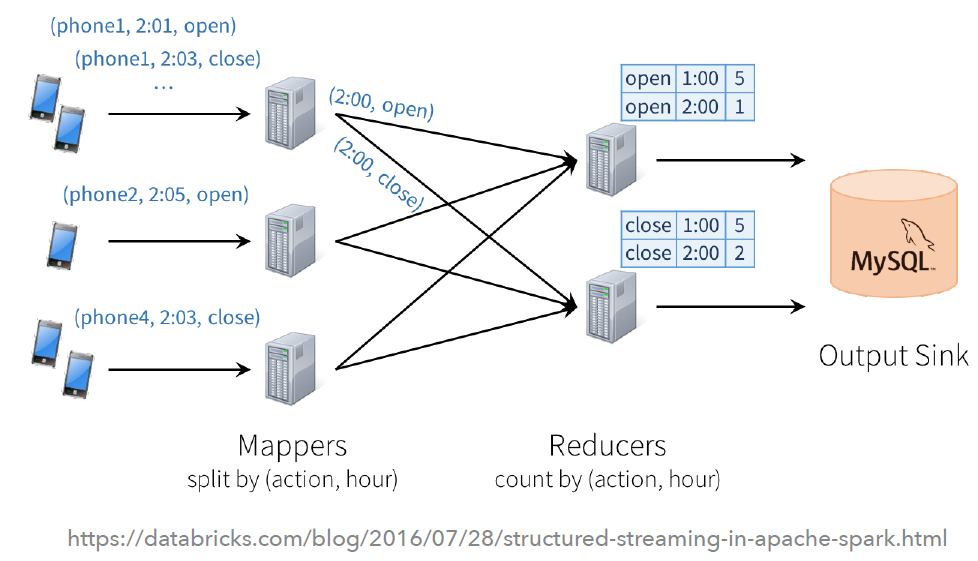 (phone1, 2:01, open)
(phone1, 2:03, close)
...
(phone2, 2:05, open)
(phone4, 2:03, close)
(2:00, open)
(2:00, close)
open 1:00 5
open 2:00 1
close 1:00 5
close 2:00 2
MySQL™
Output Sink
Mappers
split by (action, hour)
Reducers
count by (action, hour)
https://databricks.com/blog/2016/07/28/structured-streaming-in-apache-spark.html